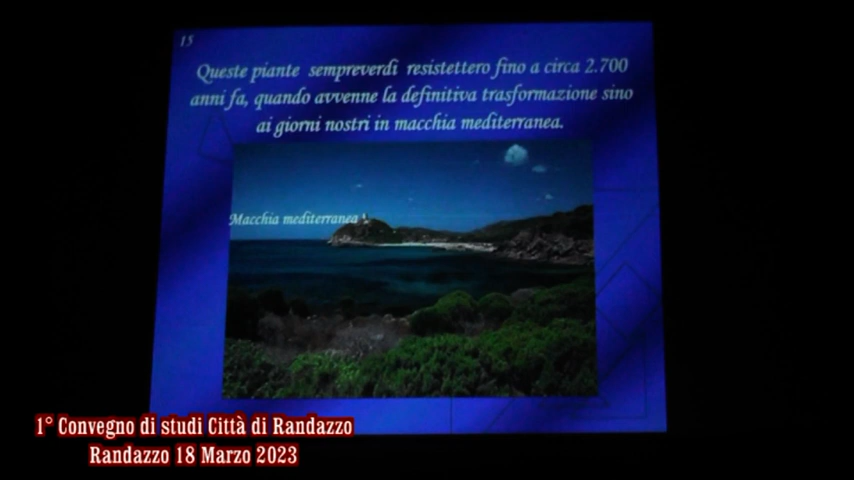 15
Queste piante sempreverdi resistettero fino a circa 2.700
anni fa, quando avvenne la definitiva trasformazione sino
ai giorni nostri in macchia mediterranea.
Macchia mediterranea
1° Convegno di studi Città di Randazzo
Randazzo 18 Marzo 2023